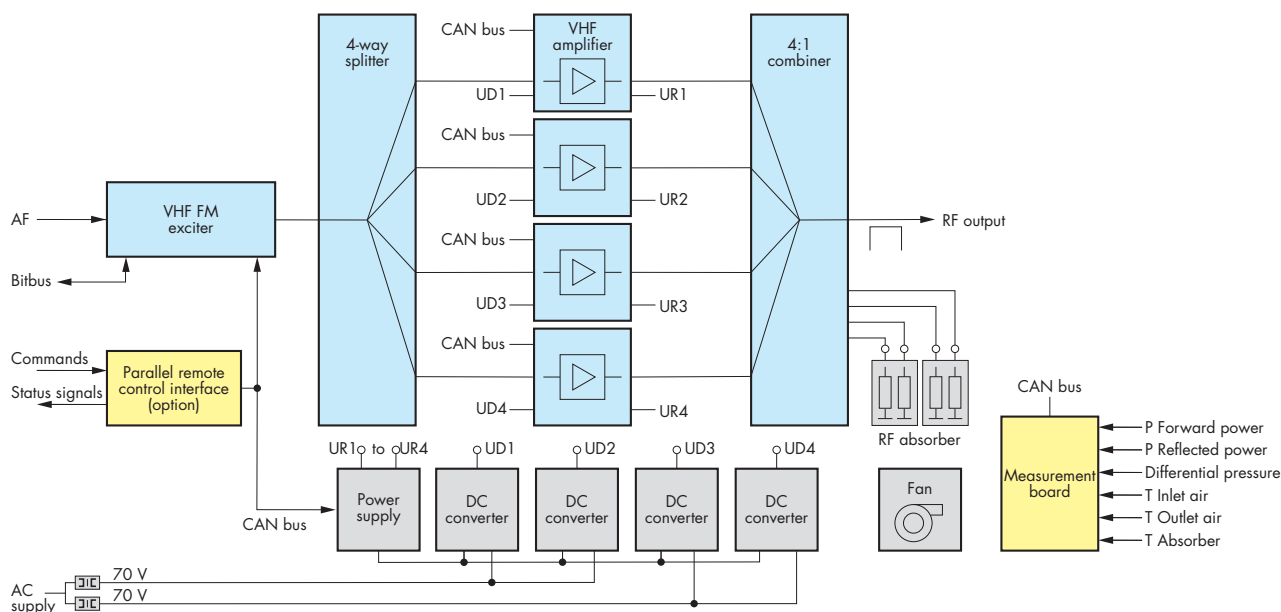 4-way
splitter
CAN bus
VHF
amplifier
UD1
UR1
4:1
combiner
CAN bus
UD2
UR2
AF
VHF FM
exciter
RF output
CAN bus
Bitbus
UD3
UR3
CAN bus
Commands
Status signals
Parallel remote
control interface
(option)
UD4
UR4
RF absorber
CAN bus
UR1 to UR4
UD1
UD2
UD3
UD4
P Forward power
P Reflected power
Differential pressure
T Inlet air
T Outlet air
T Absorber
Measurement
board
Power
supply
DC
converter
DC
converter
DC
converter
DC
converter
Fan
CAN bus
70 V
AC
supply
70 V